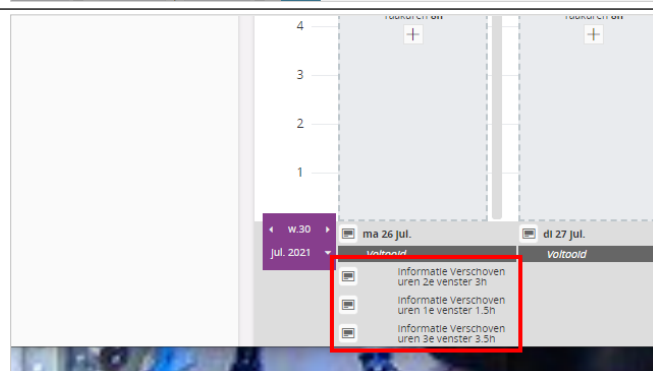 4
3
2
1
w.30
jul. 2021
ma 26 jul.
di 27 jul.
Voltooid
Voltooid
Informatie Verschoven
uren 2e venster 3h
Informatie Verschoven
uren 1e venster 1.5h
Informatie Verschoven
uren 3e venster 3.5h